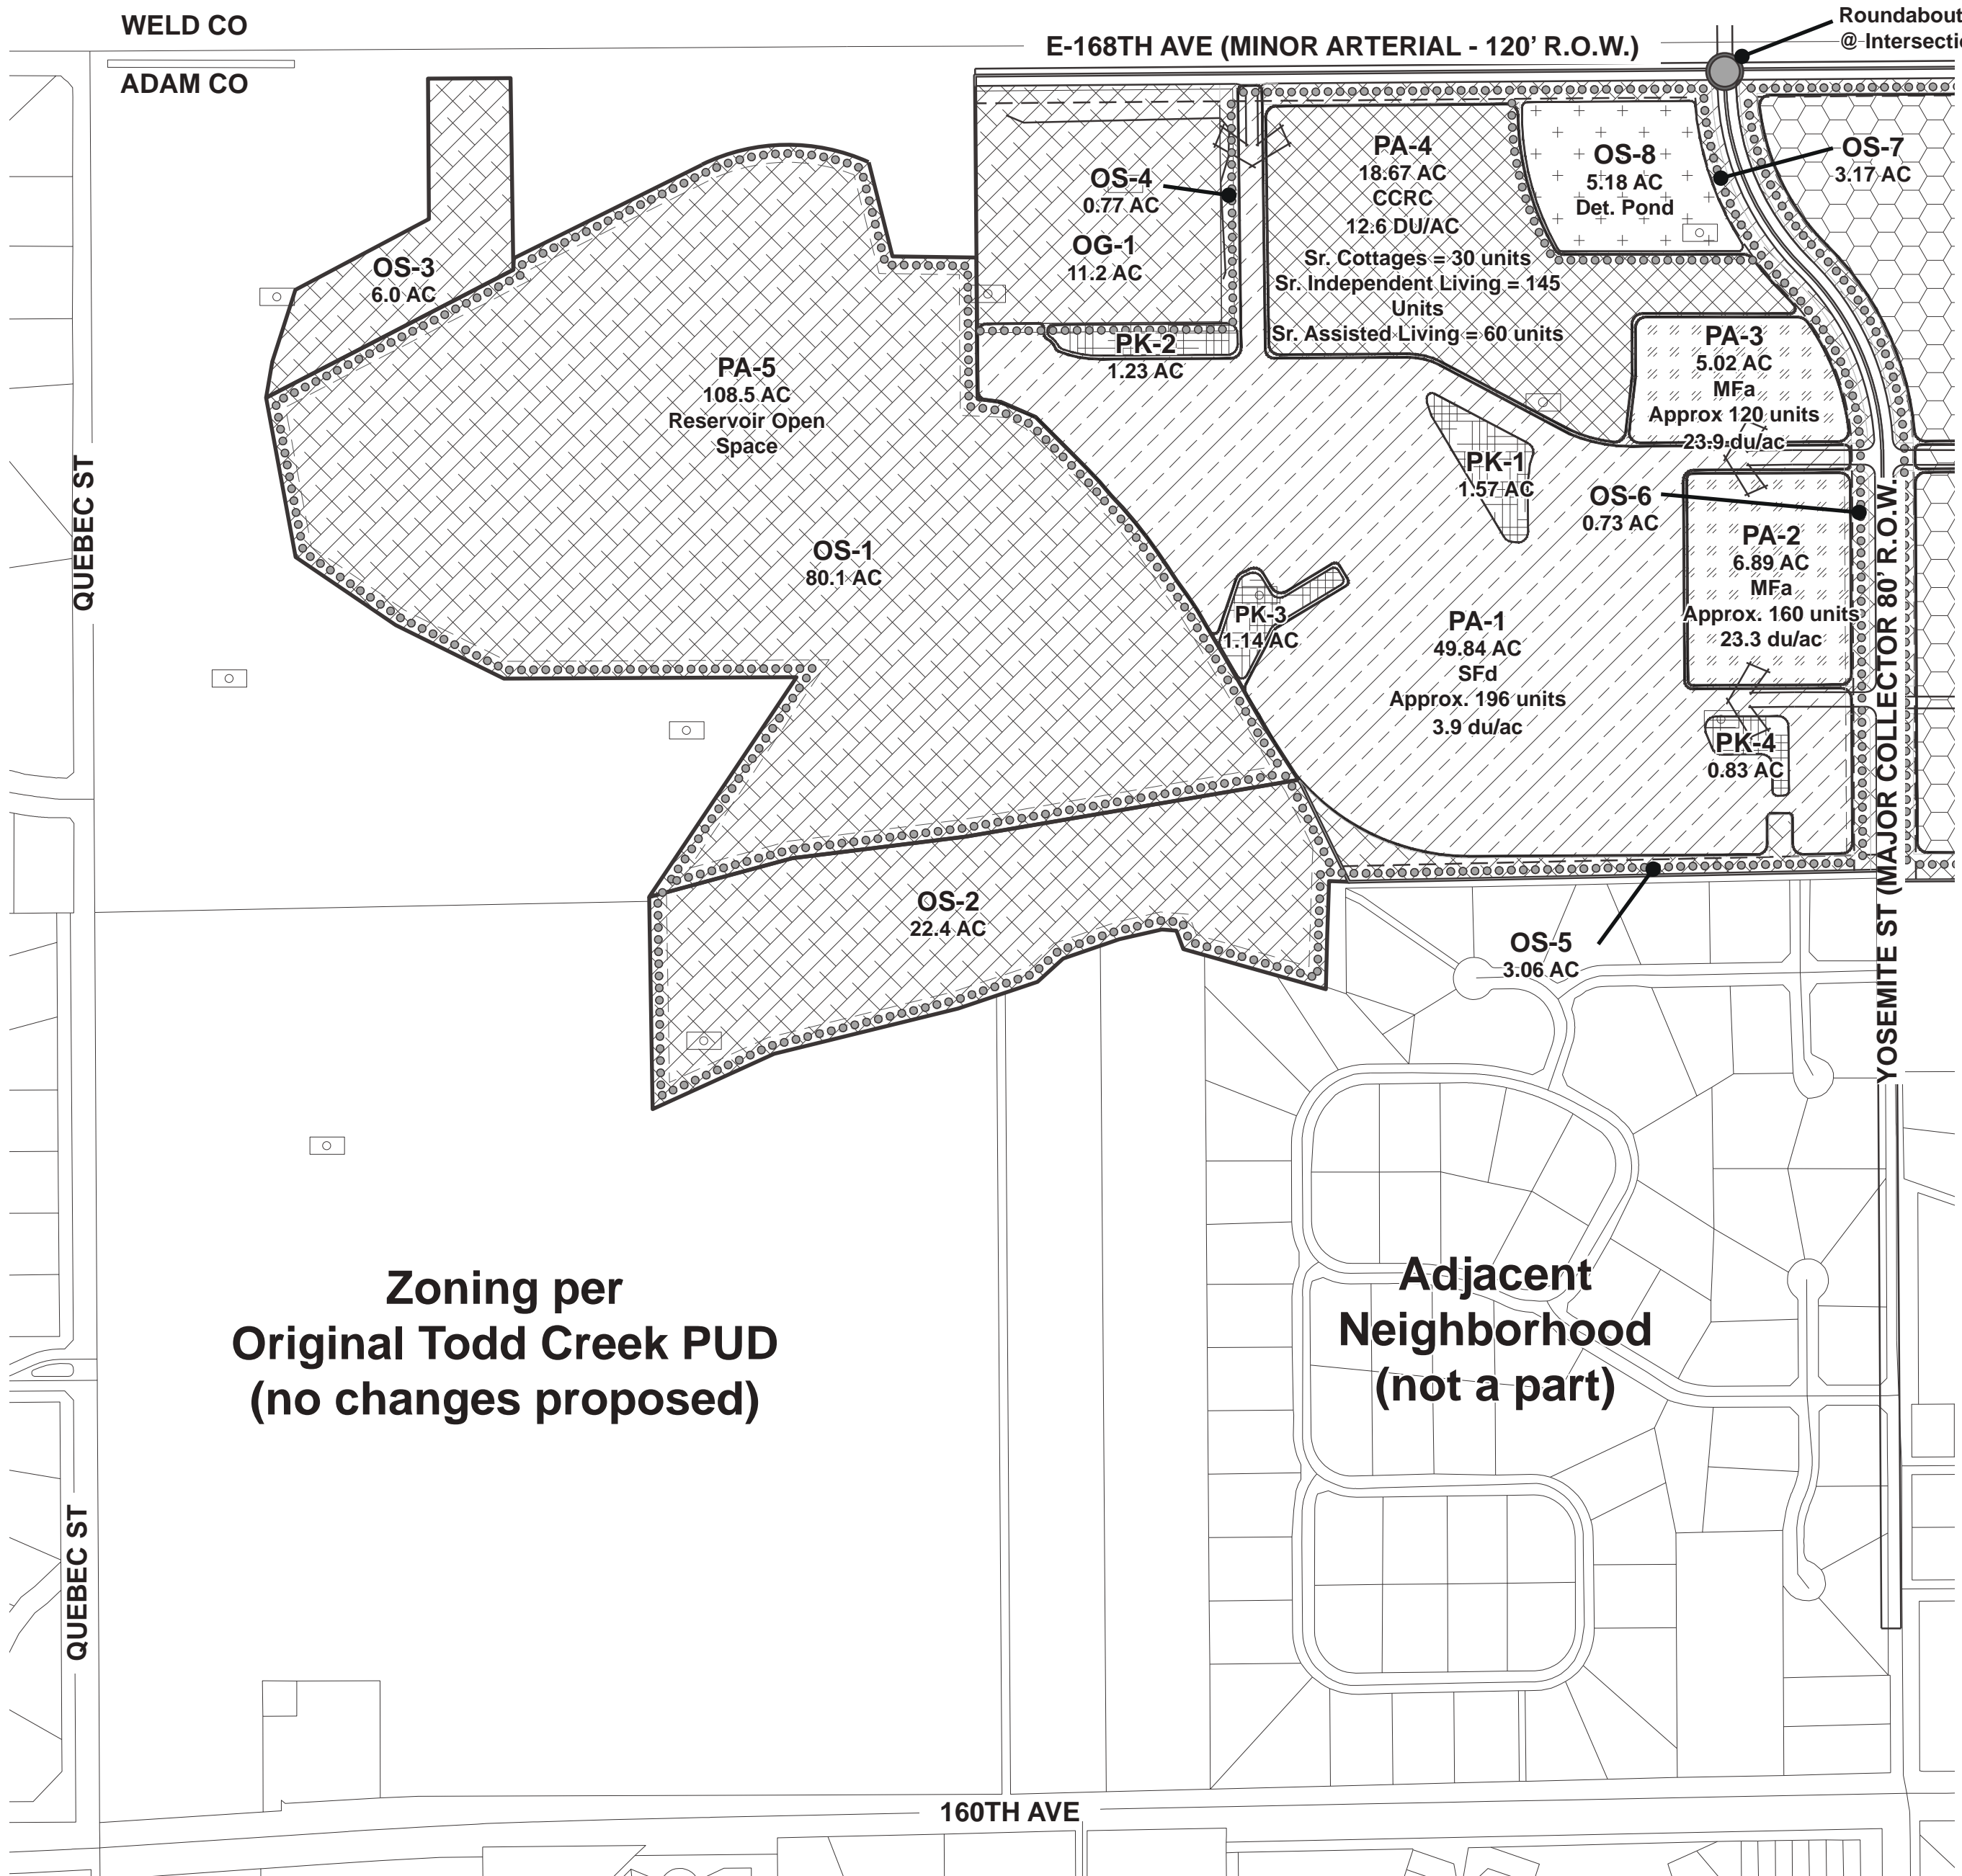 WELD CO
ADAM CO
E-168TH AVE (MINOR ARTERIAL - 120' R.O.W.)
Roundabout
@ Intersecti
QUEBEC ST
OS-3
6.0 AC
PA-5
108.5 AC
Reservoir Open
Space
OS-1
80.1 AC
OS-2
22.4 AC
OS-4
0.77 AC
OG-1
11.2 AC
PK-2
1.23 AC
PA-4
18.67 AC
CCRC
12.6 DU/AC
Sr. Cottages = 30 units
Sr. Independent Living = 145
Units
Sr. Assisted Living = 60 units
OS-8
5.18 AC
Det. Pond
OS-7
3.17 AC
PA-3
5.02 AC
MFa
Approx 120 units
23.9 du/ac
PK-1
1.57 AC
OS-6
0.73 AC
PA-2
6.89 AC
MFa
Approx. 160 units
23.3 du/ac
PK-3
1.14 AC
PA-1
49.84 AC
SFd
Approx. 196 units
3.9 du/ac
PK-4
0.83 AC
OS-5
3.06 AC
YOSEMITE ST (MAJOR COLLECTOR 80' R.O.W.
Zoning per
Original Todd Creek PUD
(no changes proposed)
Adjacent
Neighborhood
(not a part)
QUEBEC ST
160TH AVE